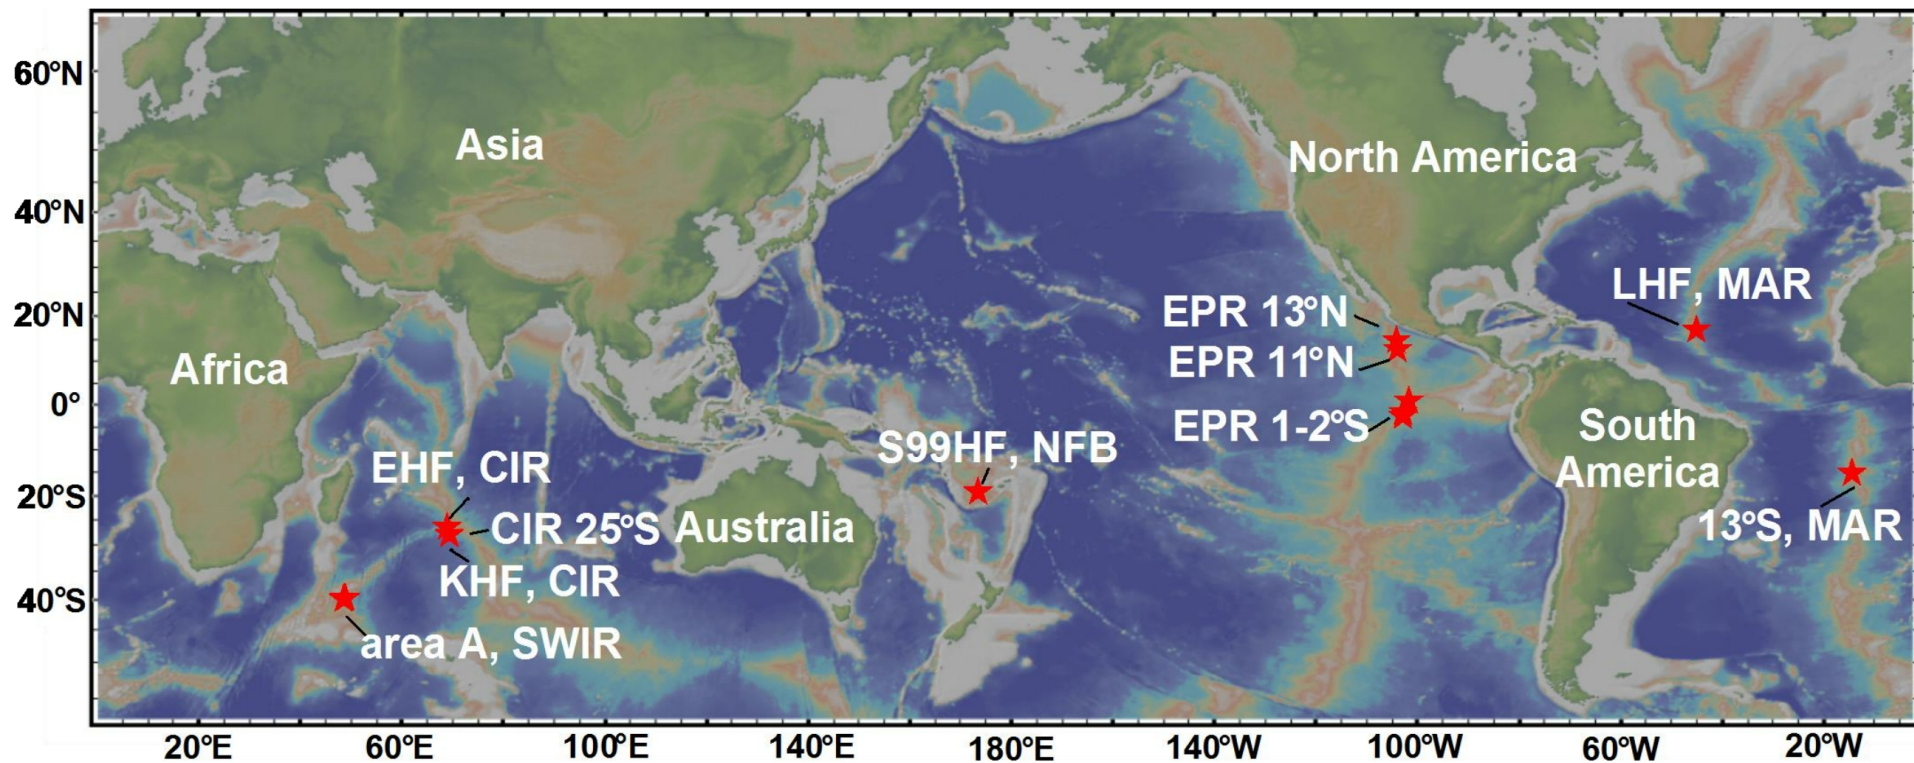 60°N
40°N
20°N
0°
20°S
40°S
Asia
North America
Africa
LHF, MAR
EPR 13°N
EPR 11°N
EPR 1-2°S
S99HF, NFB
South
America
EHF, CIR
CIR 25°S
Australia
KHF, CIR
13°S, MAR
area A, SWIR
20°E
60°E
100°E
140°E
180°E
140°W
100°W
60°W
20°W